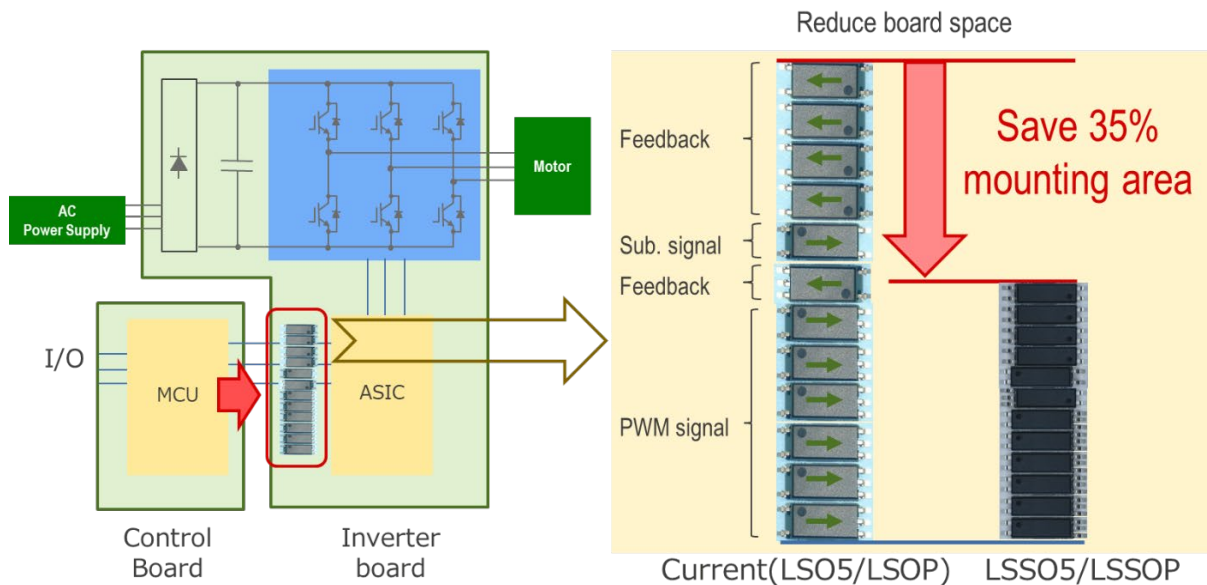 Reduce board space
Feedback
Save 35%
mounting area
Motor
AC
Power Supply
Sub. signal
Feedback
I/O
MCU
ASIC
PWM signal
Control
Board
Inverter
board
Current(LSO5/LSOP)
LSSO5/LSSOP